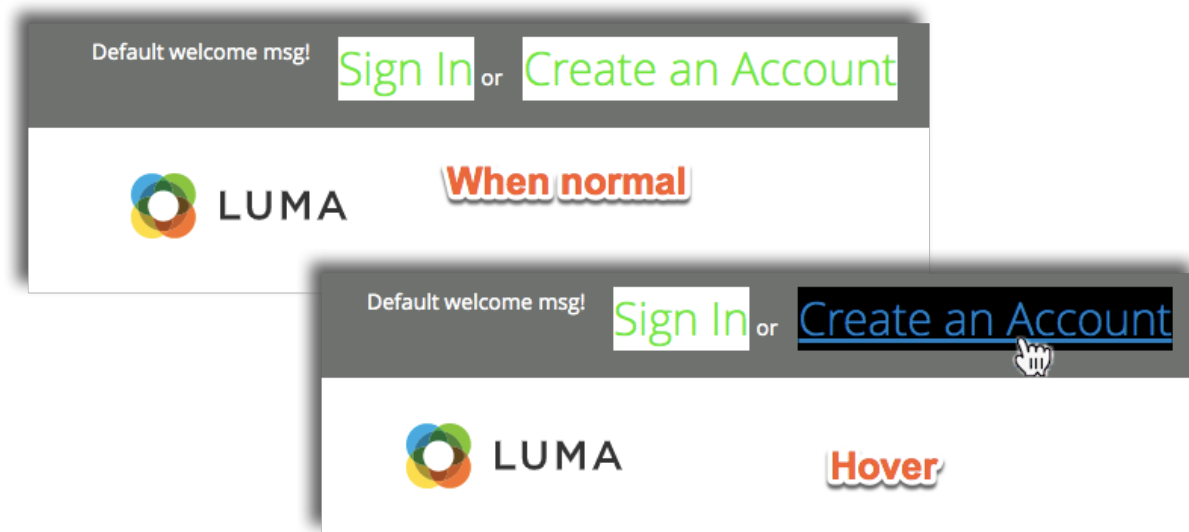 Default welcome msg! Sign In or Create an Account
LUMA
When normal
Default welcome msg! Sign In or Create an Account
LUMA
Hover